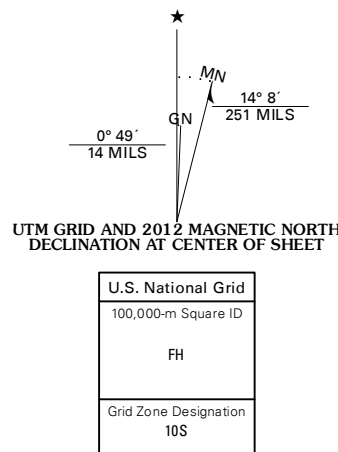 ★
MN
GN
0° 49´
14 MILS
14° 8´
251 MILS
UTM GRID AND 2012 MAGNETIC NORTH
DECLINATION AT CENTER OF SHEET
U.S. National Grid
100,000-m Square ID
FH
Grid Zone Designation
10S